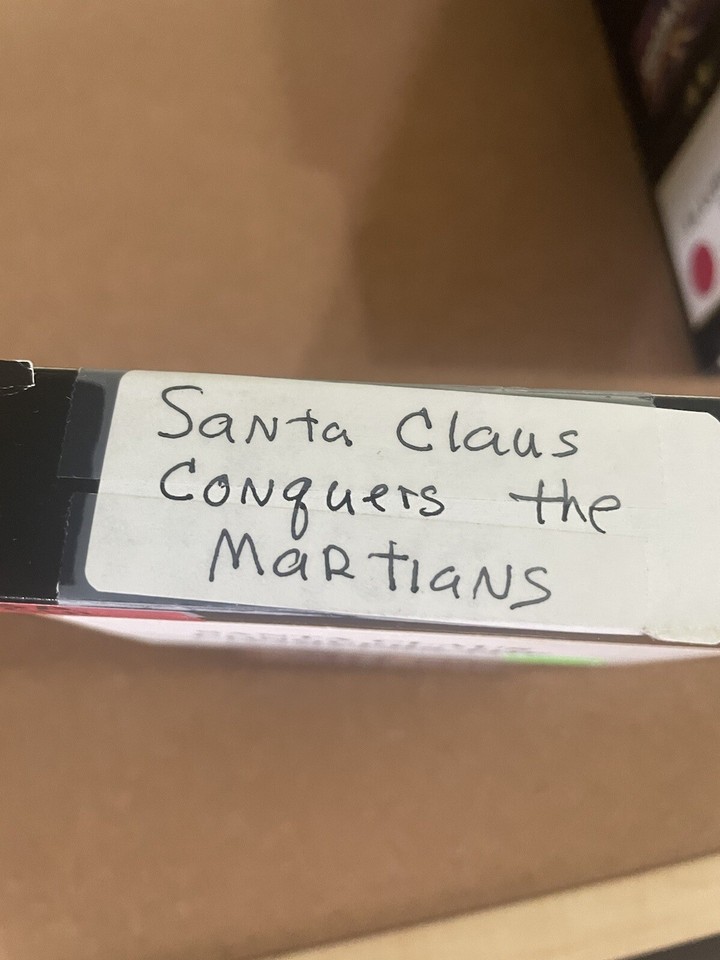 Santa Claus
Conquers the
Martians